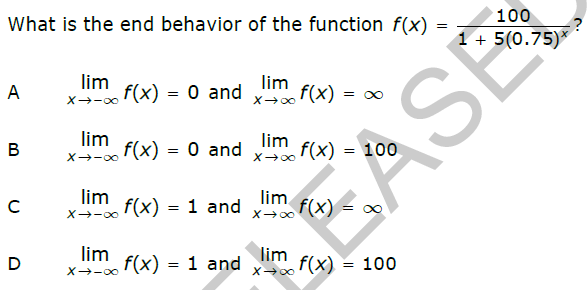 What is the end behavior of the function f(x) = 100 / (1 + 5(0.75)^x)?
A lim x→−∞ f(x) = 0 and lim x→∞ f(x) = ∞
B lim x→−∞ f(x) = 0 and lim x→∞ f(x) = 100
C lim x→−∞ f(x) = 1 and lim x→∞ f(x) = ∞
D lim x→−∞ f(x) = 1 and lim x→∞ f(x) = 100
LEASED